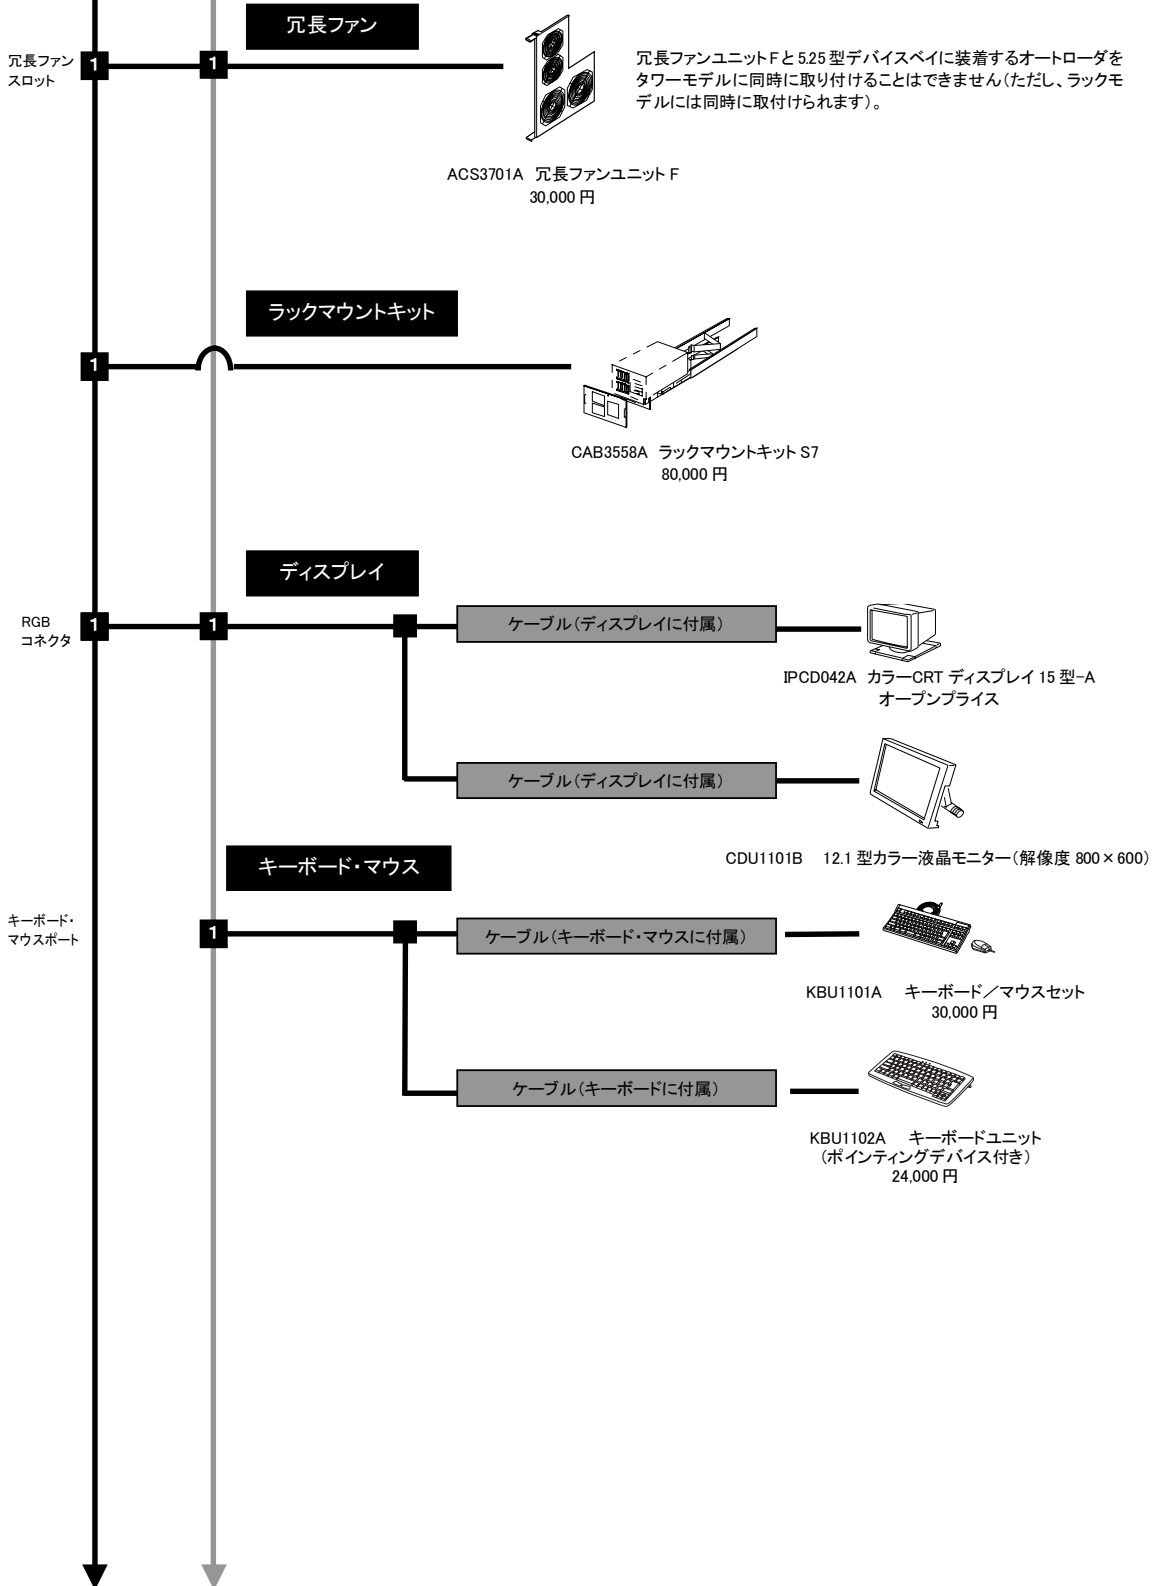 冗長ファン
冗長ファン
スロット
1
1
冗長ファンユニットFと5.25型デバイスベイに装着するオートローダを
タワーモデルに同時に取り付けることはできません(ただし、ラックモ
デルには同時に取付けられます)。
ACS3701A 冗長ファンユニットF
30,000円
ラックマウントキット
1
CAB3558A ラックマウントキットS7
80,000円
ディスプレイ
RGB
コネクタ
1
1
ケーブル(ディスプレイに付属)
IPCD042A カラーCRTディスプレイ15型-A
オープンプライス
ケーブル(ディスプレイに付属)
CDU1101B 12.1型カラー液晶モニター(解像度800×600)
キーボード・マウス
キーボード・
マウスポート
1
ケーブル(キーボード・マウスに付属)
KBU1101A キーボード/マウスセット
30,000円
ケーブル(キーボードに付属)
KBU1102A キーボードユニット
(ポインティングデバイス付き)
24,000円